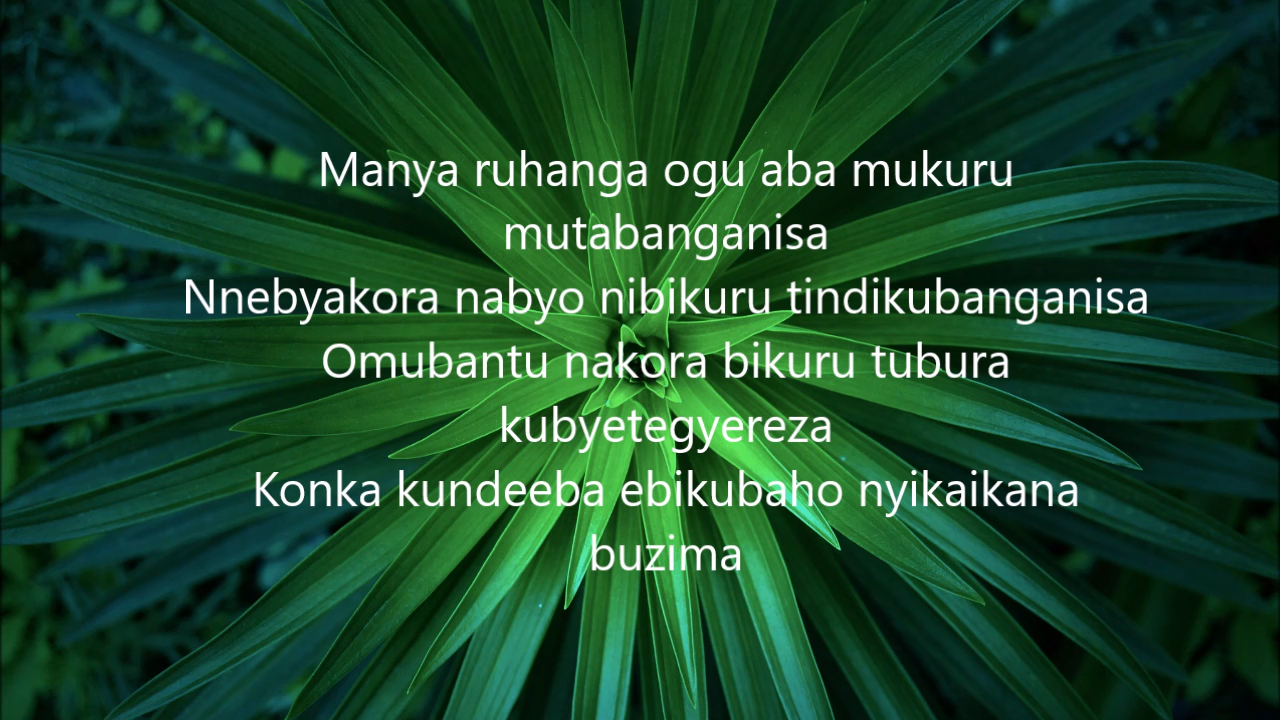 Manya ruhanga ogu aba mukuru
mutabanganisa
Nnebyakora nabyo nibikuru tindikubanganisa
Omubantu nakora bikuru tubura
kubyetegyereza
Konka kundeeba ebikubaho nyikaikana
buzima